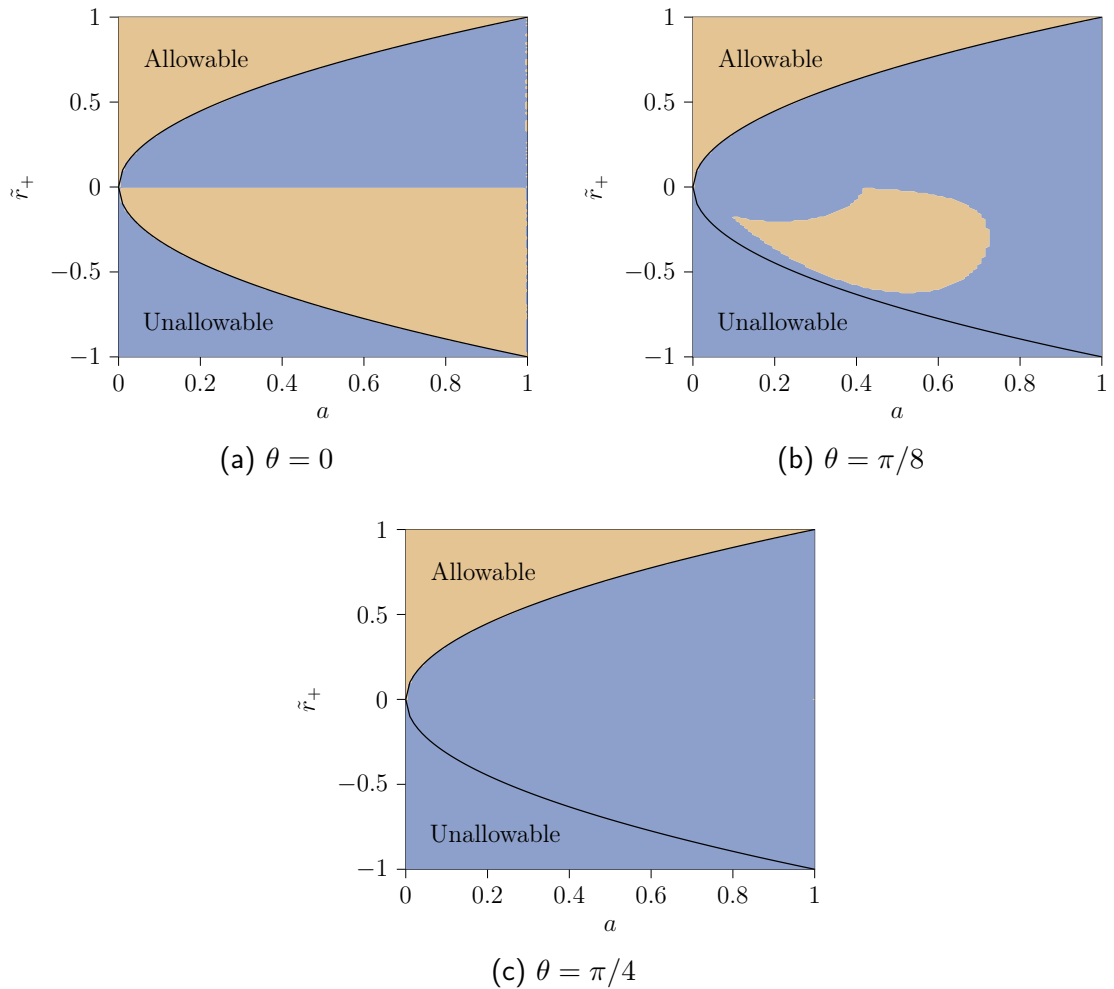 1
0.5
0
−0.5
−1
r̃₊
Allowable
Unallowable
0 0.2 0.4 0.6 0.8 1
a
(a) θ = 0
1
0.5
0
−0.5
−1
r̃₊
Allowable
Unallowable
0 0.2 0.4 0.6 0.8 1
a
(b) θ = π/8
1
0.5
0
−0.5
−1
r̃₊
Allowable
Unallowable
0 0.2 0.4 0.6 0.8 1
a
(c) θ = π/4